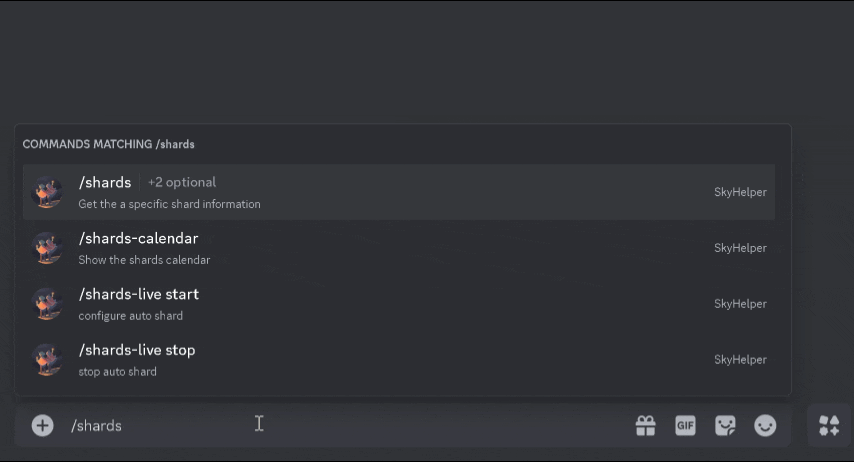 COMMANDS MATCHING /shards
/shards +2 optional
Get the a specific shard information
SkyHelper
/shards-calendar
Show the shards calendar
SkyHelper
/shards-live start
configure auto shard
SkyHelper
/shards-live stop
stop auto shard
SkyHelper
/shards
GIF